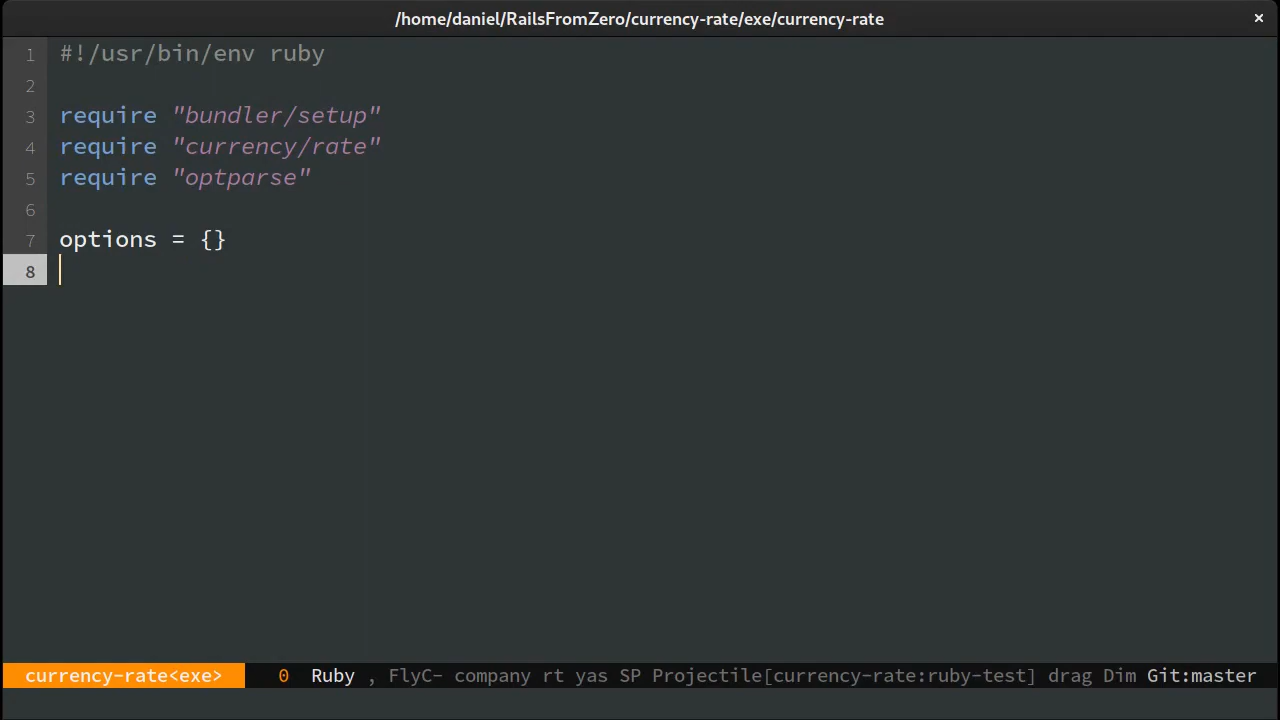 /home/daniel/RailsFromZero/currency-rate/exe/currency-rate ×
1 #!/usr/bin/env ruby
2
3 require "bundler/setup"
4 require "currency/rate"
5 require "optparse"
6
7 options = {}
8
currency-rate<exe> 0 Ruby , FlyC- company rt yas SP Projectile[currency-rate:ruby-test] drag Dim Git:master